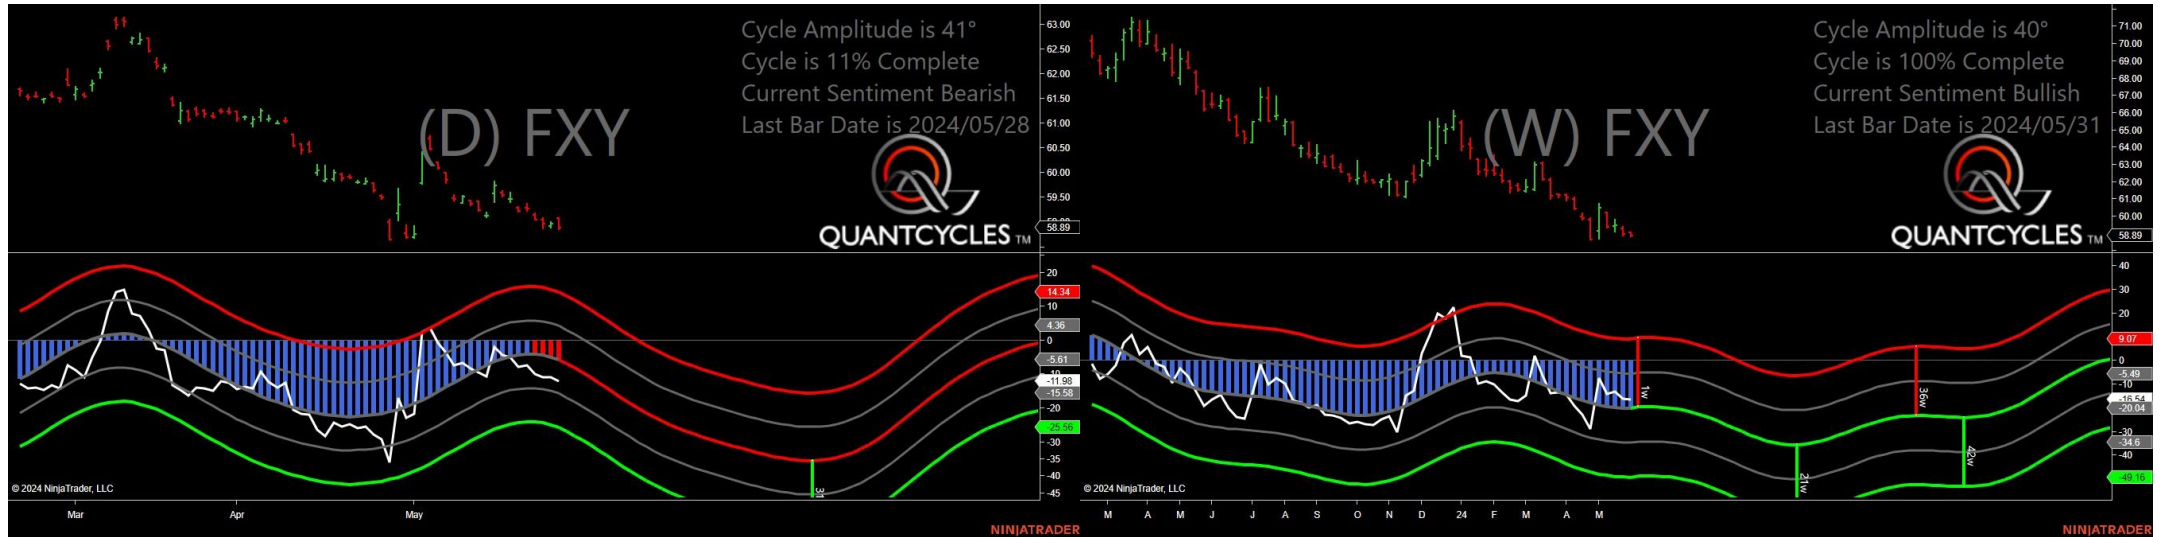 Cycle Amplitude is 41°
Cycle is 11% Complete
Current Sentiment Bearish
Last Bar Date is 2024/05/28
(D) FXY
QUANTCYCLES TM
63.00
62.50
62.00
61.50
61.00
60.50
60.00
59.50
58.89
20
14.34
10
4.36
0
-5.61
-11.98
-15.58
-20
-25.56
-30
-35
-40
-45
31
© 2024 NinjaTrader, LLC
Mar Apr May
NINJATRADER
Cycle Amplitude is 40°
Cycle is 100% Complete
Current Sentiment Bullish
Last Bar Date is 2024/05/31
(W) FXY
QUANTCYCLES TM
71.00
70.00
69.00
68.00
67.00
66.00
65.00
64.00
63.00
62.00
61.00
60.00
58.89
40
30
20
9.07
0
-5.49
-10
-16.54
-20.04
-30
-34.6
-40
-49.16
1w
21w
36w
42w
© 2024 NinjaTrader, LLC
M A M J J A S O N D 24 F M A M
NINJATRADER